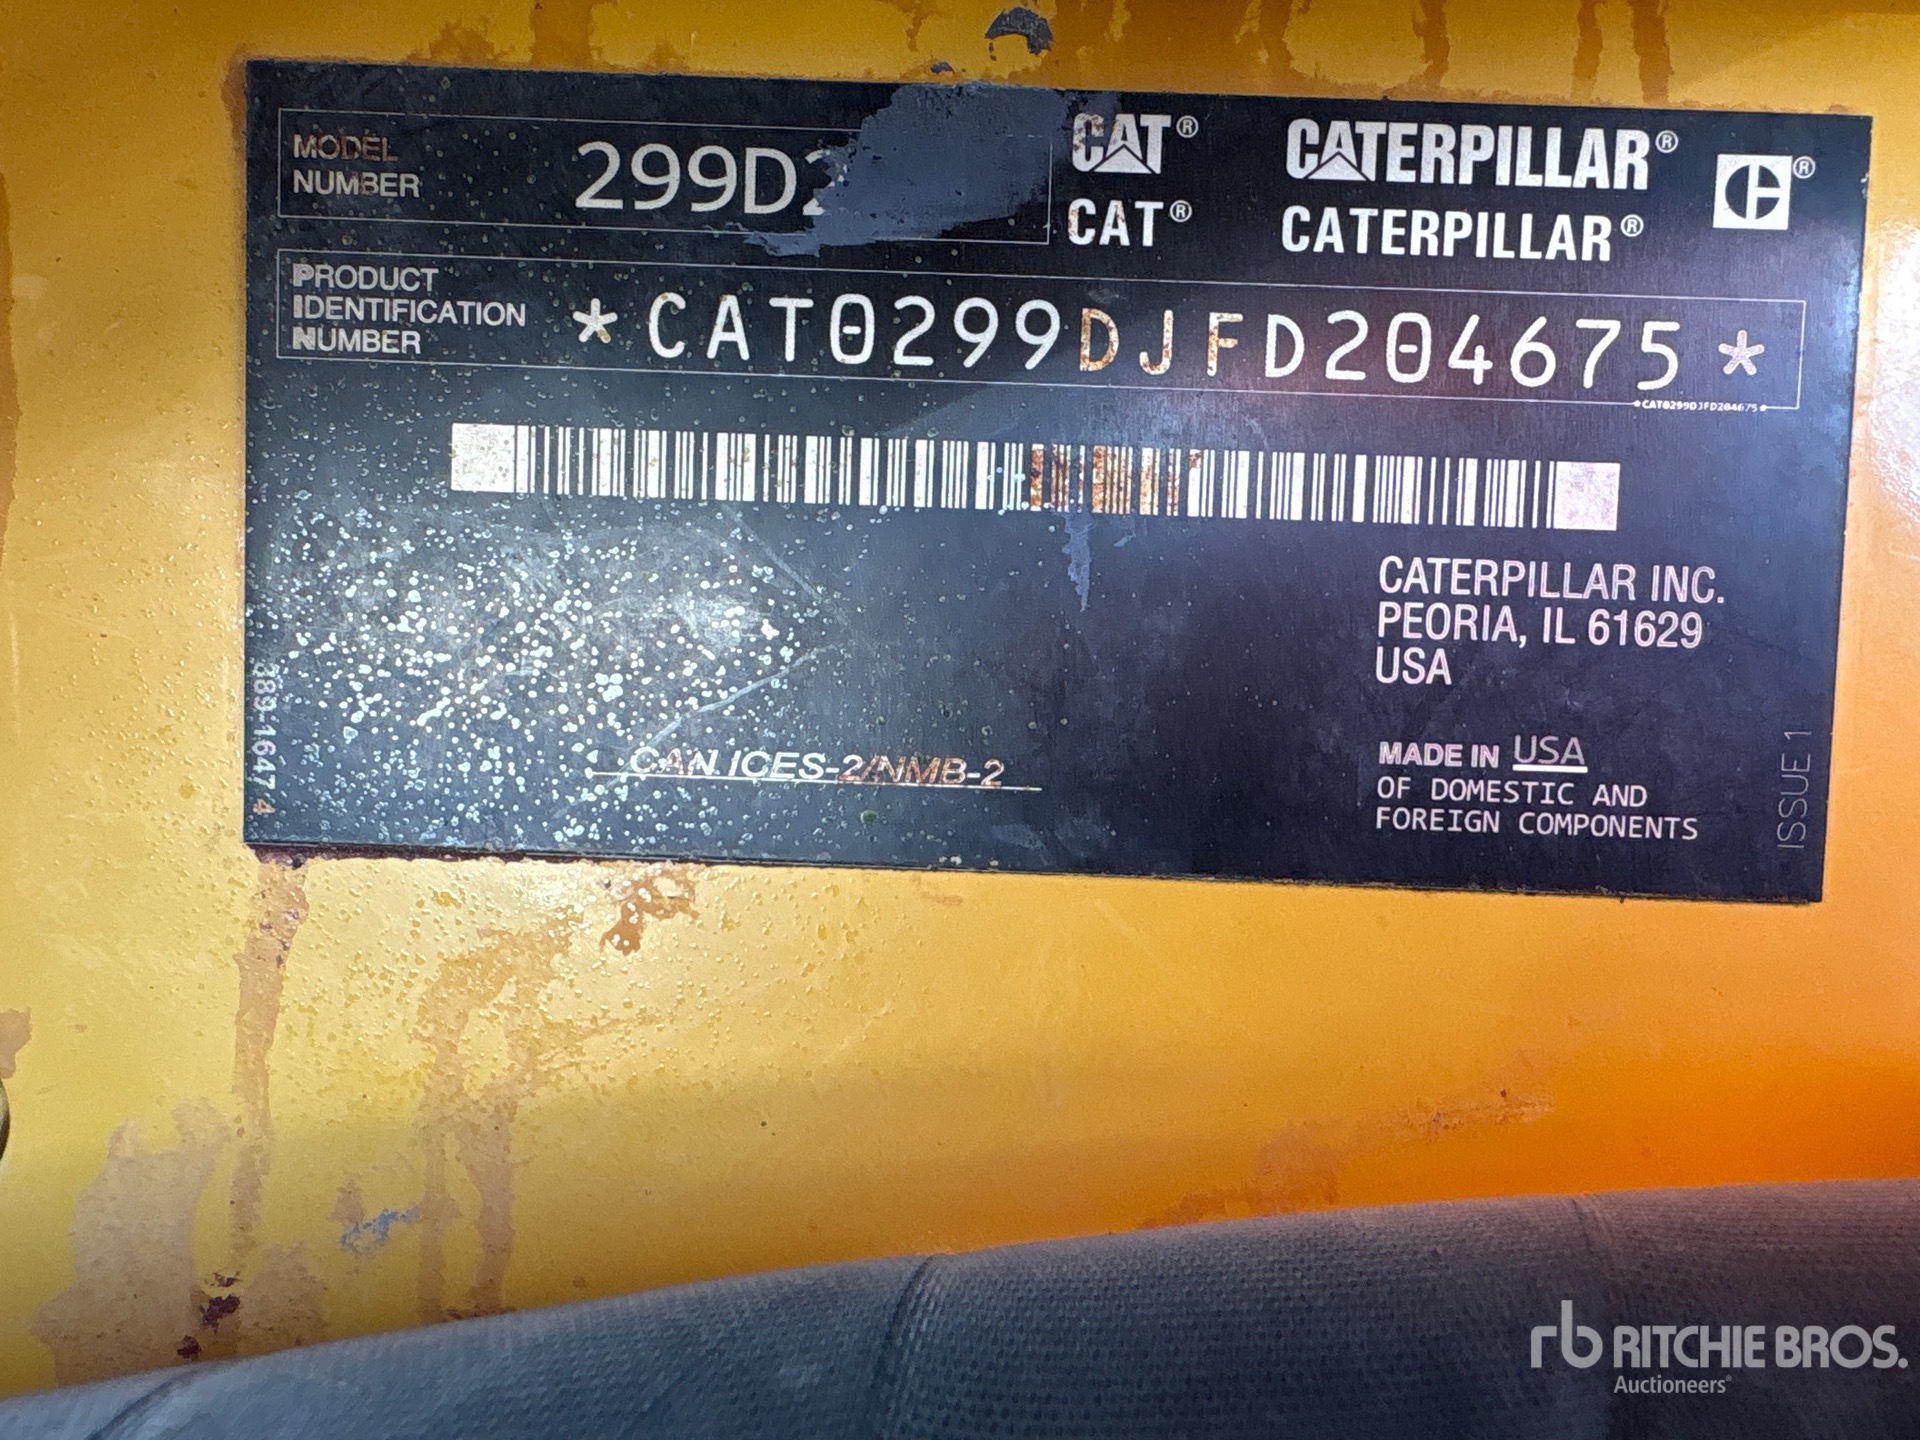 MODEL
NUMBER
299D2
CAT® CATERPILLAR®
CAT® CATERPILLAR®
PRODUCT
IDENTIFICATION
NUMBER
*CAT0299DJFD204675*
*CAT0299DJFD204675*
CATERPILLAR INC.
PEORIA, IL 61629
USA
389-1647 4
CAN ICES-2/NMB-2
MADE IN USA
OF DOMESTIC AND
FOREIGN COMPONENTS
ISSUE 1
rb RITCHIE BROS.
Auctioneers®